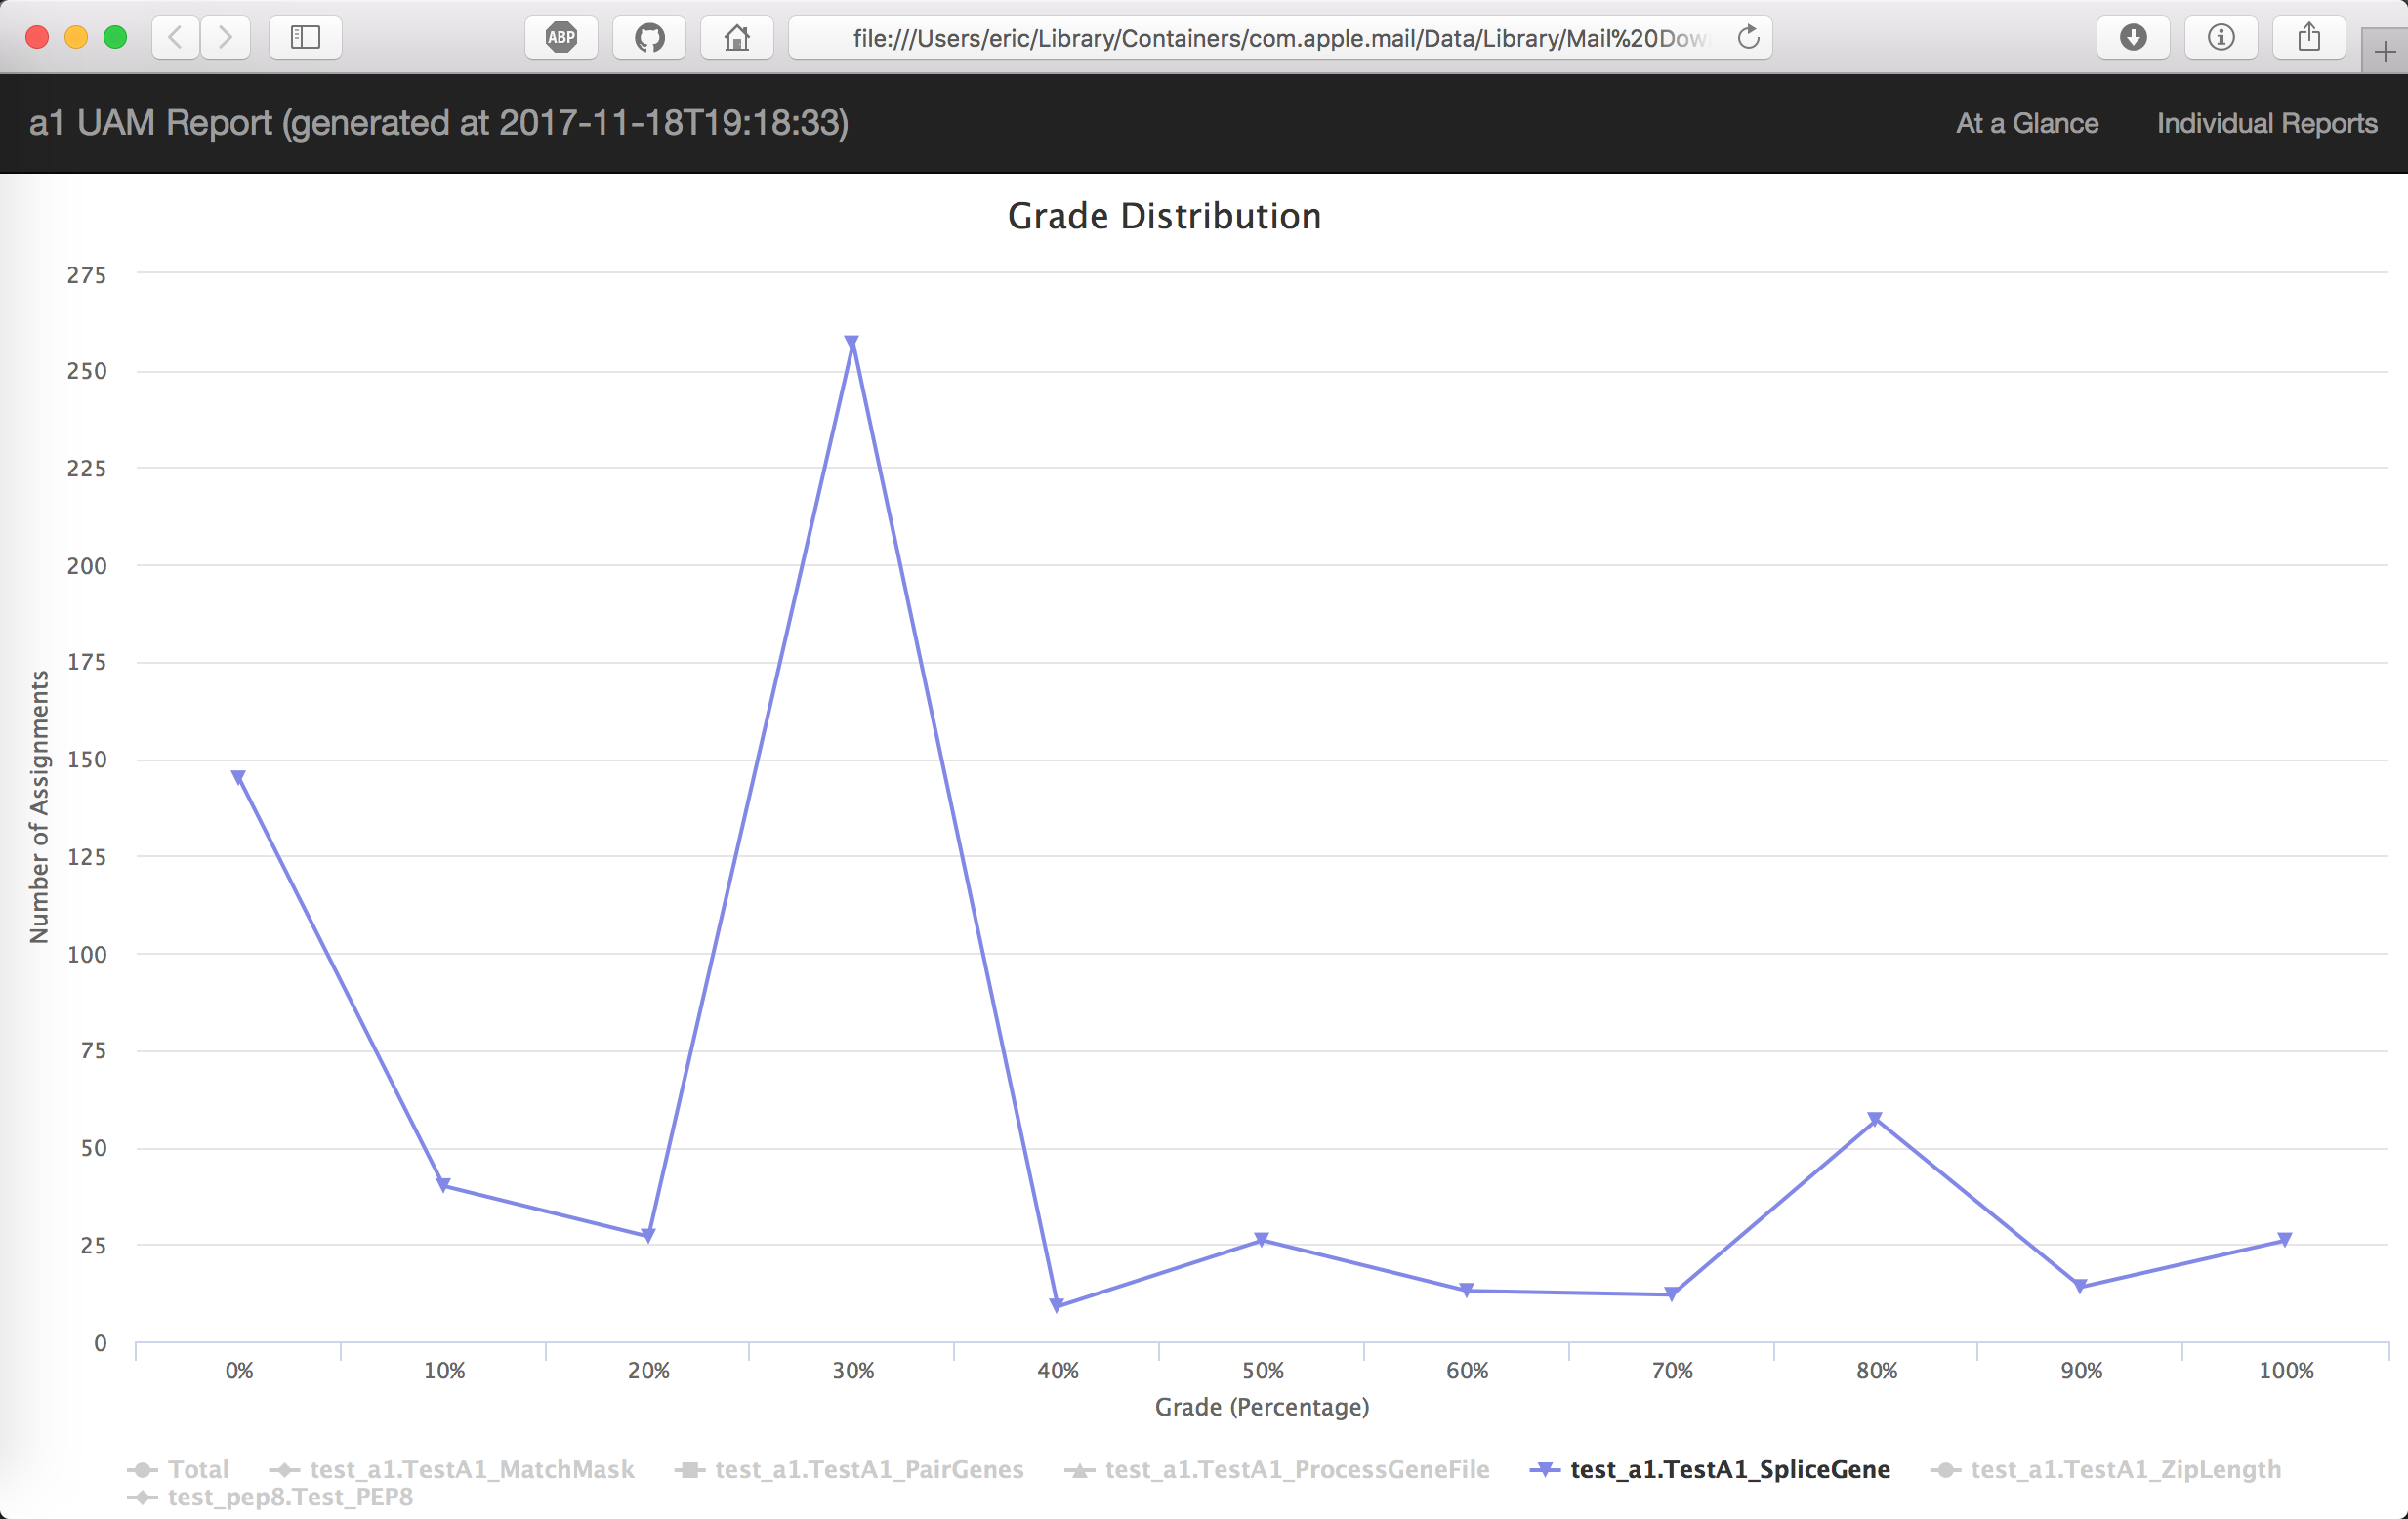 ABP
file:///Users/eric/Library/Containers/com.apple.mail/Data/Library/Mail%20Dow
a1 UAM Report (generated at 2017-11-18T19:18:33)
At a Glance
Individual Reports
Grade Distribution
275
250
225
200
175
150
125
100
75
50
25
0
Number of Assignments
0% 10% 20% 30% 40% 50% 60% 70% 80% 90% 100%
Grade (Percentage)
Total test_a1.TestA1_MatchMask test_a1.TestA1_PairGenes test_a1.TestA1_ProcessGeneFile test_a1.TestA1_SpliceGene test_a1.TestA1_ZipLength
test_pep8.Test_PEP8